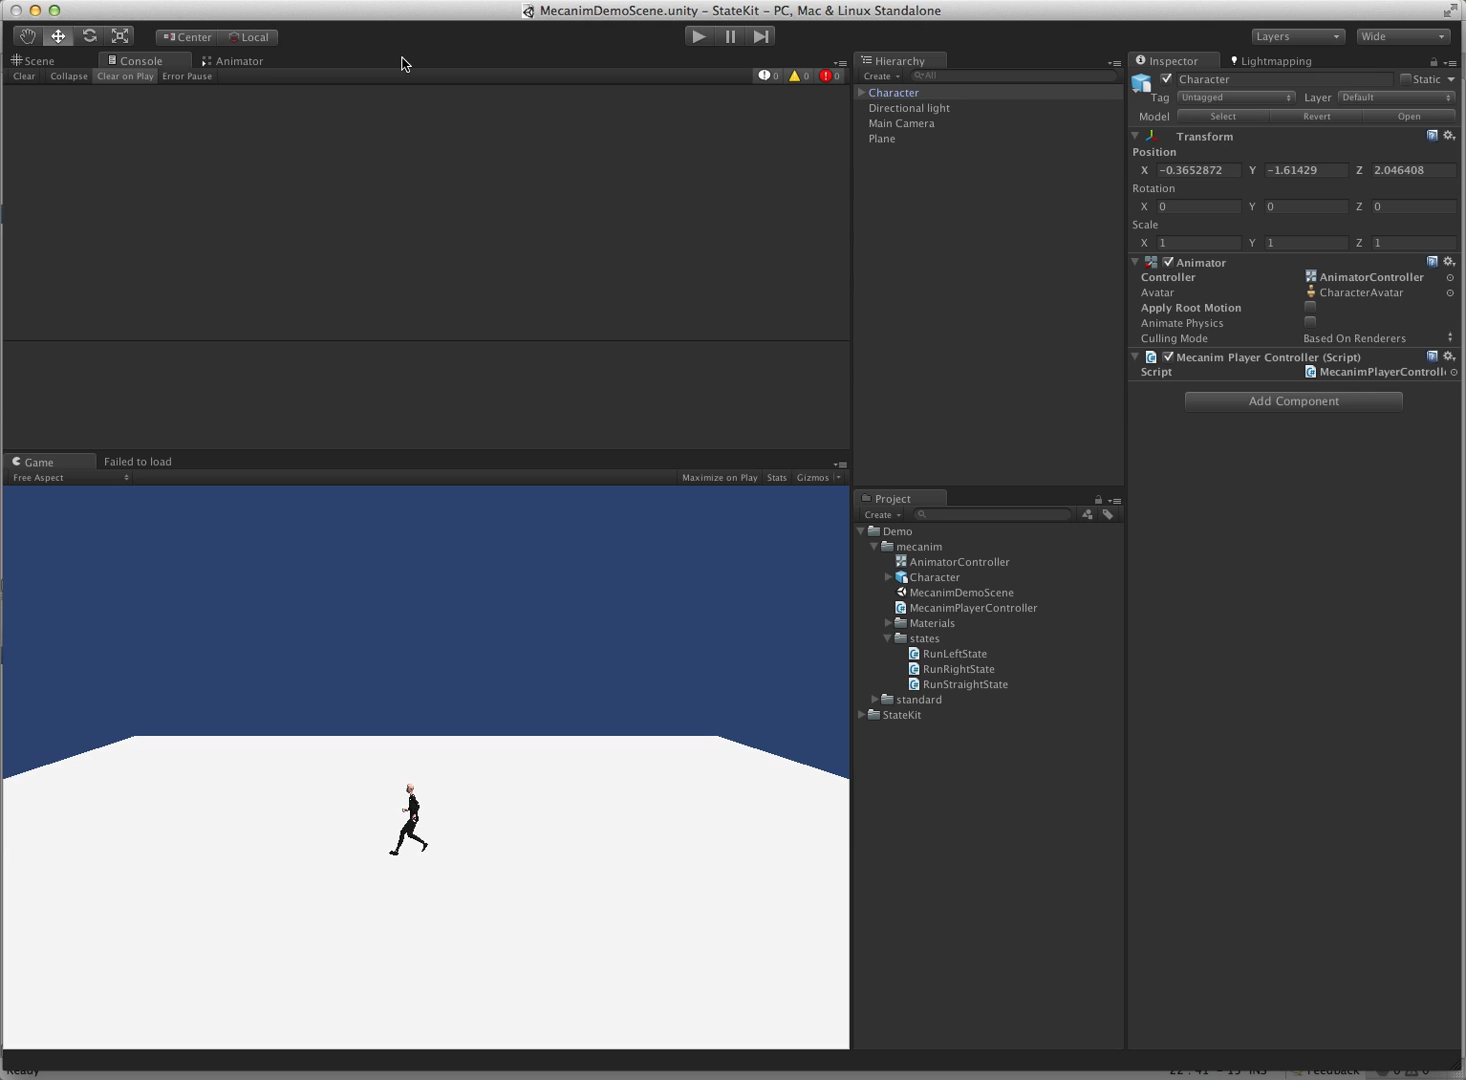 MecanimDemoScene.unity – StateKit – PC, Mac & Linux Standalone
Center Local
Layers Wide
Scene Console Animator
Clear Collapse Clear on Play Error Pause 0 0 0
Hierarchy
Create All
Character
Directional light
Main Camera
Plane
Inspector Lightmapping
Character Static
Tag Untagged Layer Default
Model Select Revert Open
Transform
Position
X -0.3652872 Y -1.61429 Z 2.046408
Rotation
X 0 Y 0 Z 0
Scale
X 1 Y 1 Z 1
Animator
Controller AnimatorController
Avatar CharacterAvatar
Apply Root Motion
Animate Physics
Culling Mode Based On Renderers
Mecanim Player Controller (Script)
Script MecanimPlayerControll
Add Component
Game Failed to load
Free Aspect Maximize on Play Stats Gizmos
Project
Create
Demo
mecanim
AnimatorController
Character
MecanimDemoScene
MecanimPlayerController
Materials
states
RunLeftState
RunRightState
RunStraightState
standard
StateKit